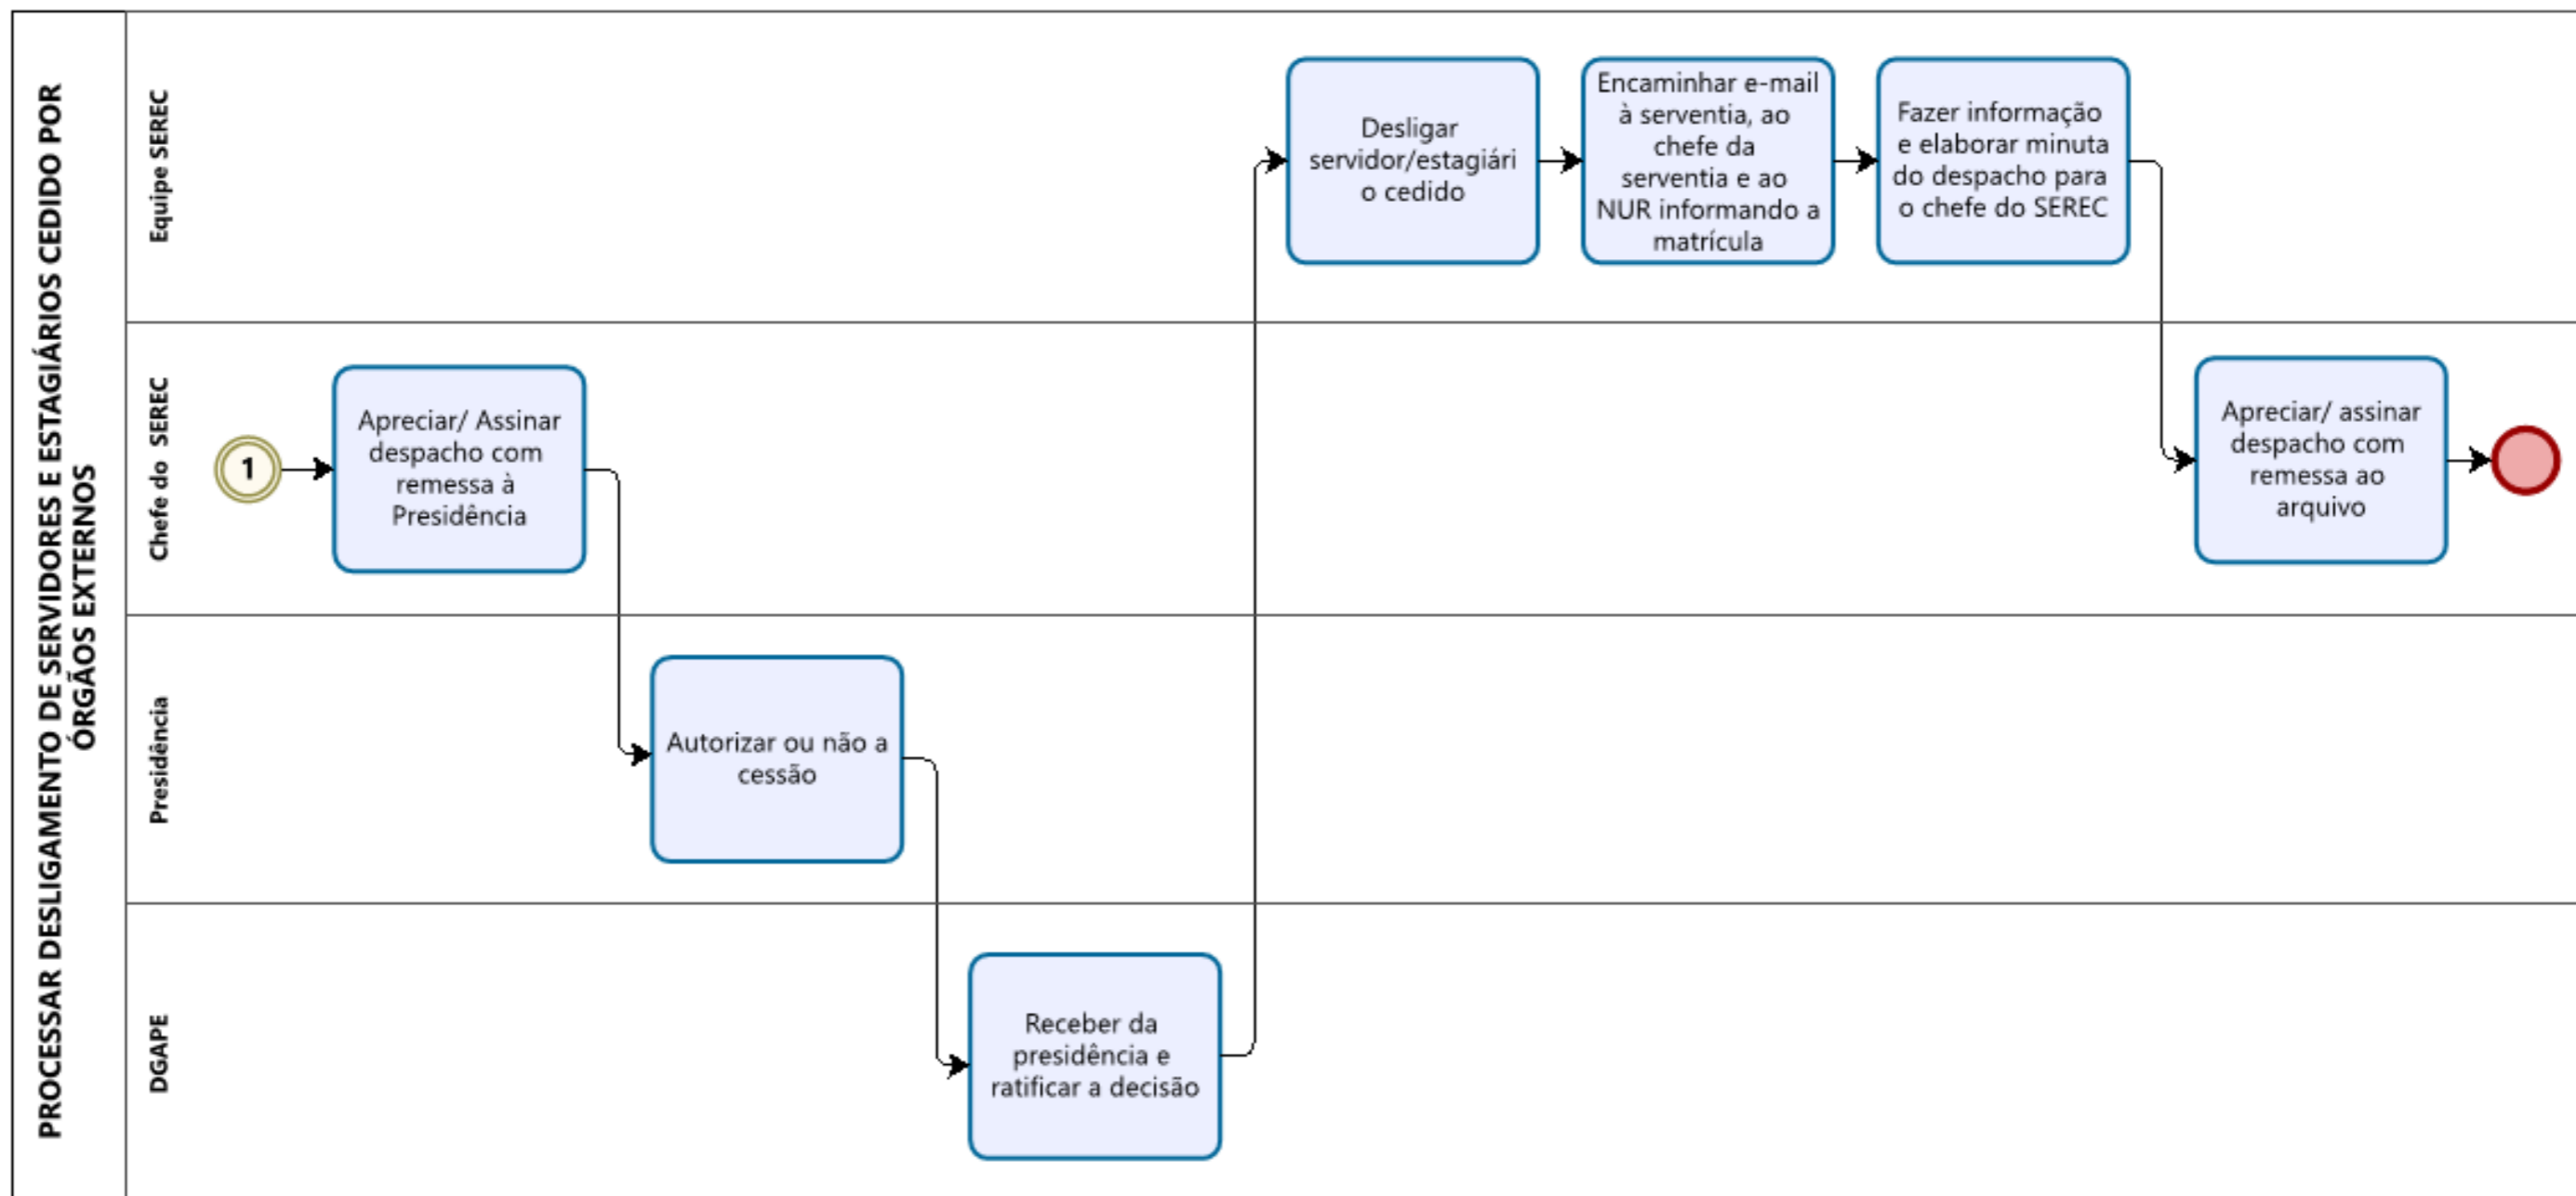 PROCESSAR DESLIGAMENTO DE SERVIDORES E ESTAGIÁRIOS CEDIDO POR
ÓRGÃOS EXTERNOS
Equipe SEREC
Desligar
servidor/estagiári
o cedido
Encaminhar e-mail
à serventia, ao
chefe da
serventia e ao
NUR informando a
matrícula
Fazer informação
e elaborar minuta
do despacho para
o chefe do SEREC
Chefe do SEREC
1
Apreciar/ Assinar
despacho com
remessa à
Presidência
Apreciar/ assinar
despacho com
remessa ao
arquivo
Presidência
Autorizar ou não a
cessão
DGAPE
Receber da
presidência e
ratificar a decisão